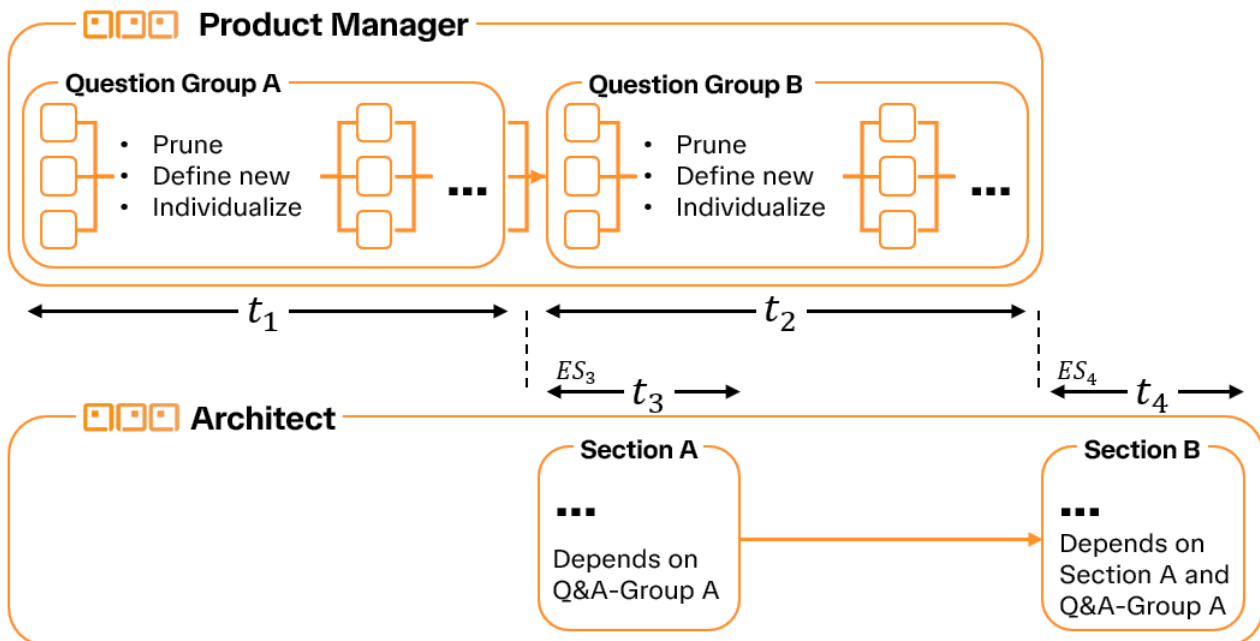 Product Manager
Question Group A
Question Group B
• Prune
• Define new
• Individualize
...
• Prune
• Define new
• Individualize
...
t₁
t₂
ES₃
t₃
ES₄
t₄
Architect
Section A
Section B
...
Depends on
Q&A-Group A
...
Depends on
Section A and
Q&A-Group A